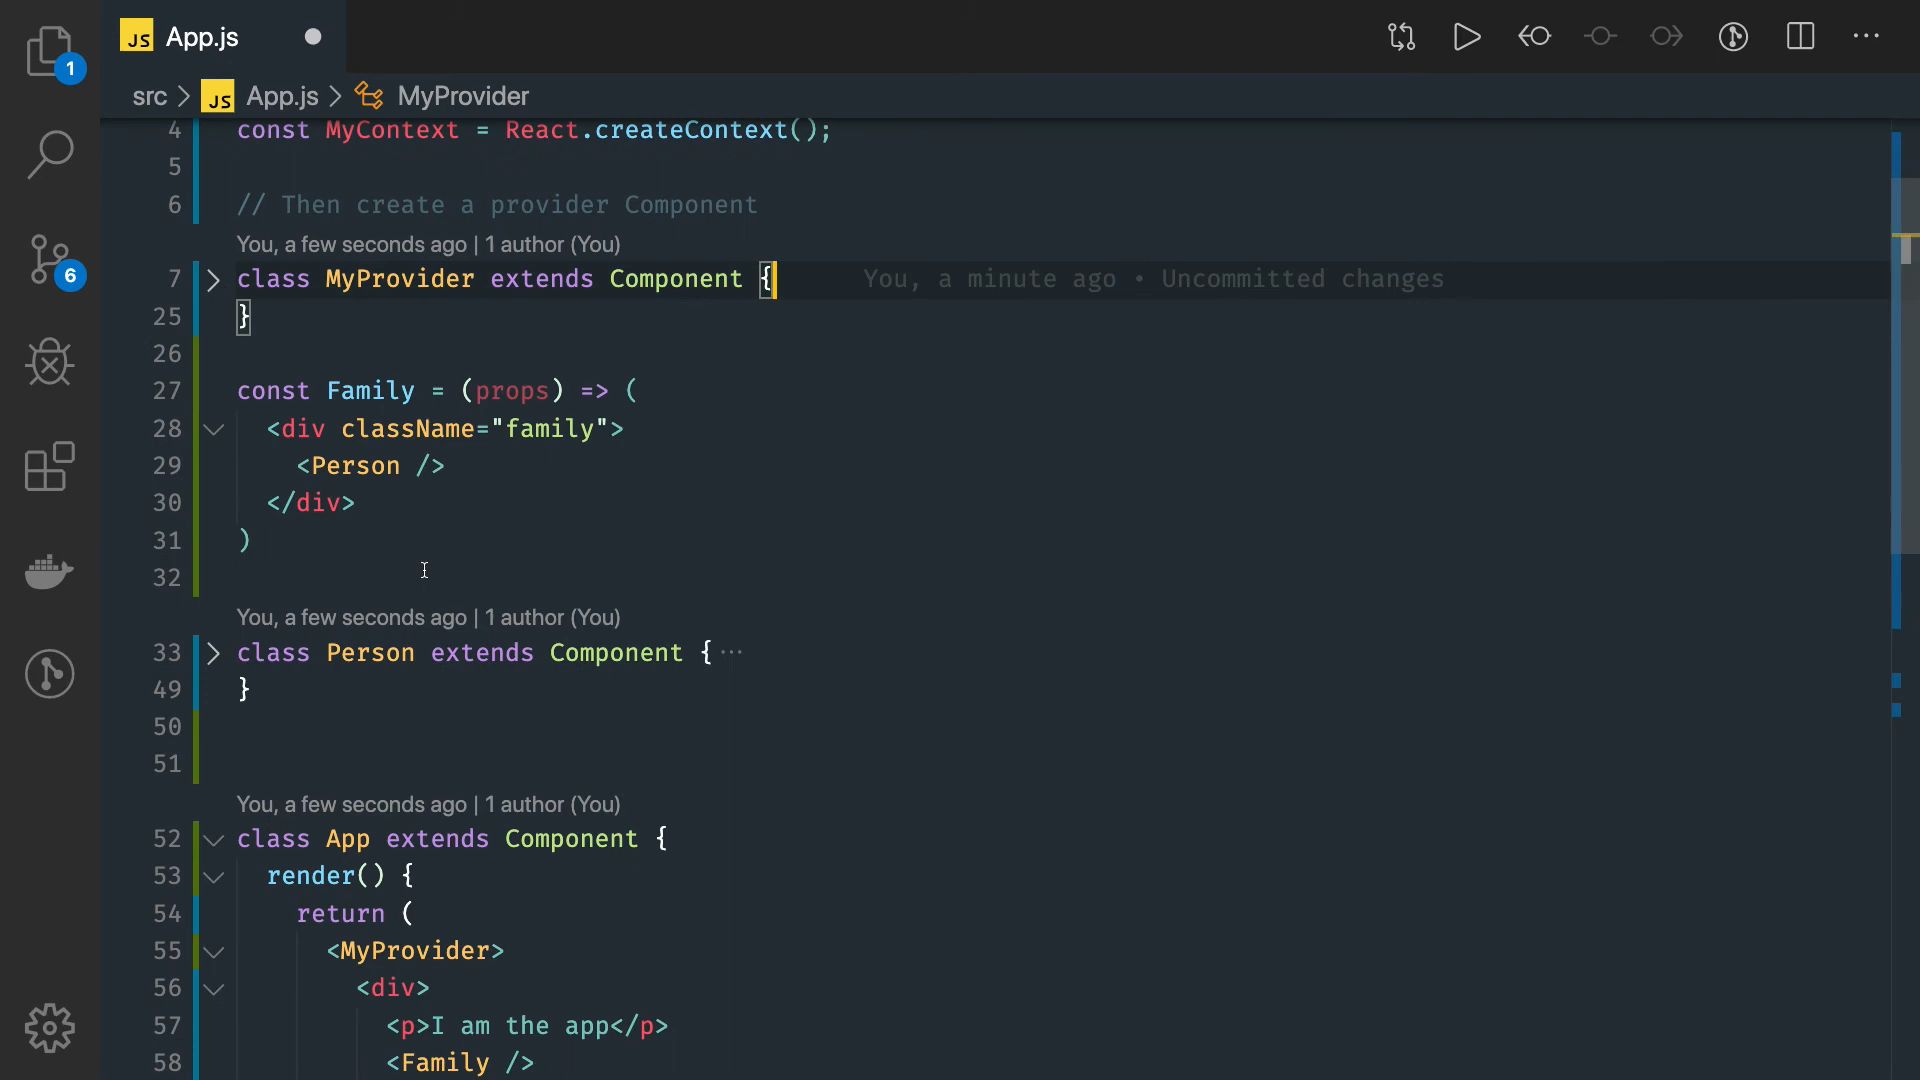 JS App.js
1
src > JS App.js > MyProvider
4 const MyContext = React.createContext();
5
6 // Then create a provider Component
You, a few seconds ago | 1 author (You)
7 class MyProvider extends Component { You, a minute ago • Uncommitted changes
25 }
26
27 const Family = (props) => (
28 <div className="family">
29 <Person />
30 </div>
31 )
32
You, a few seconds ago | 1 author (You)
33 class Person extends Component { ···
49 }
50
51
You, a few seconds ago | 1 author (You)
52 class App extends Component {
53 render() {
54 return (
55 <MyProvider>
56 <div>
57 <p>I am the app</p>
58 <Family />
6